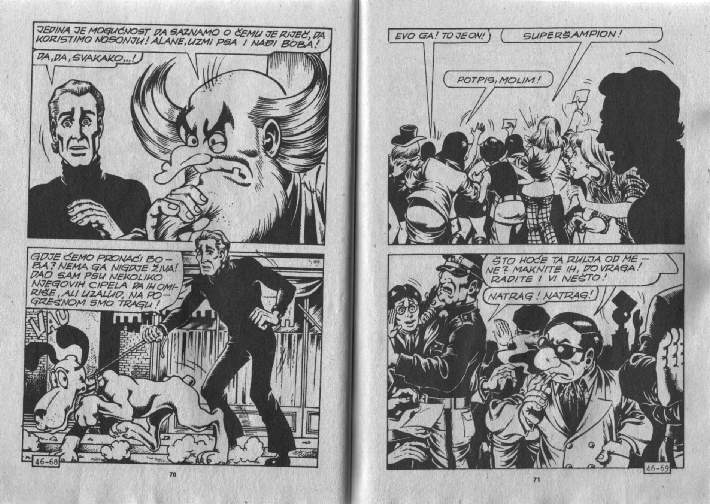 JEDINA JE MOGUĆNOST DA SAZNAMO O ČEMU JE RIJEČ, DA
KORISTIMO NOSONJU! ALANE, UZMI PSA I NAĐI BOBA!
DA, DA, SVAKAKO...!
GDJE ĆEMO PRONAĆI BO-
BA? NEMA GA NIGDJE ŽIVA!
DAO SAM PSU NEKOLIKO
NJEGOVIH CIPELA DA IH OMI-
RIŠE, ALI UZALUD, NA PO-
GREŠNOM SMO TRAGU!
46-68
70
EVO GA! TO JE ON!
SUPERŠAMPION!
POTPIS, MOLIM!
ŠTO HOĆE TA RULJA OD ME-
NE? MAKNITE IH, DO VRAGA!
RADITE I VI NEŠTO!
NATRAG! NATRAG!
46-69
71